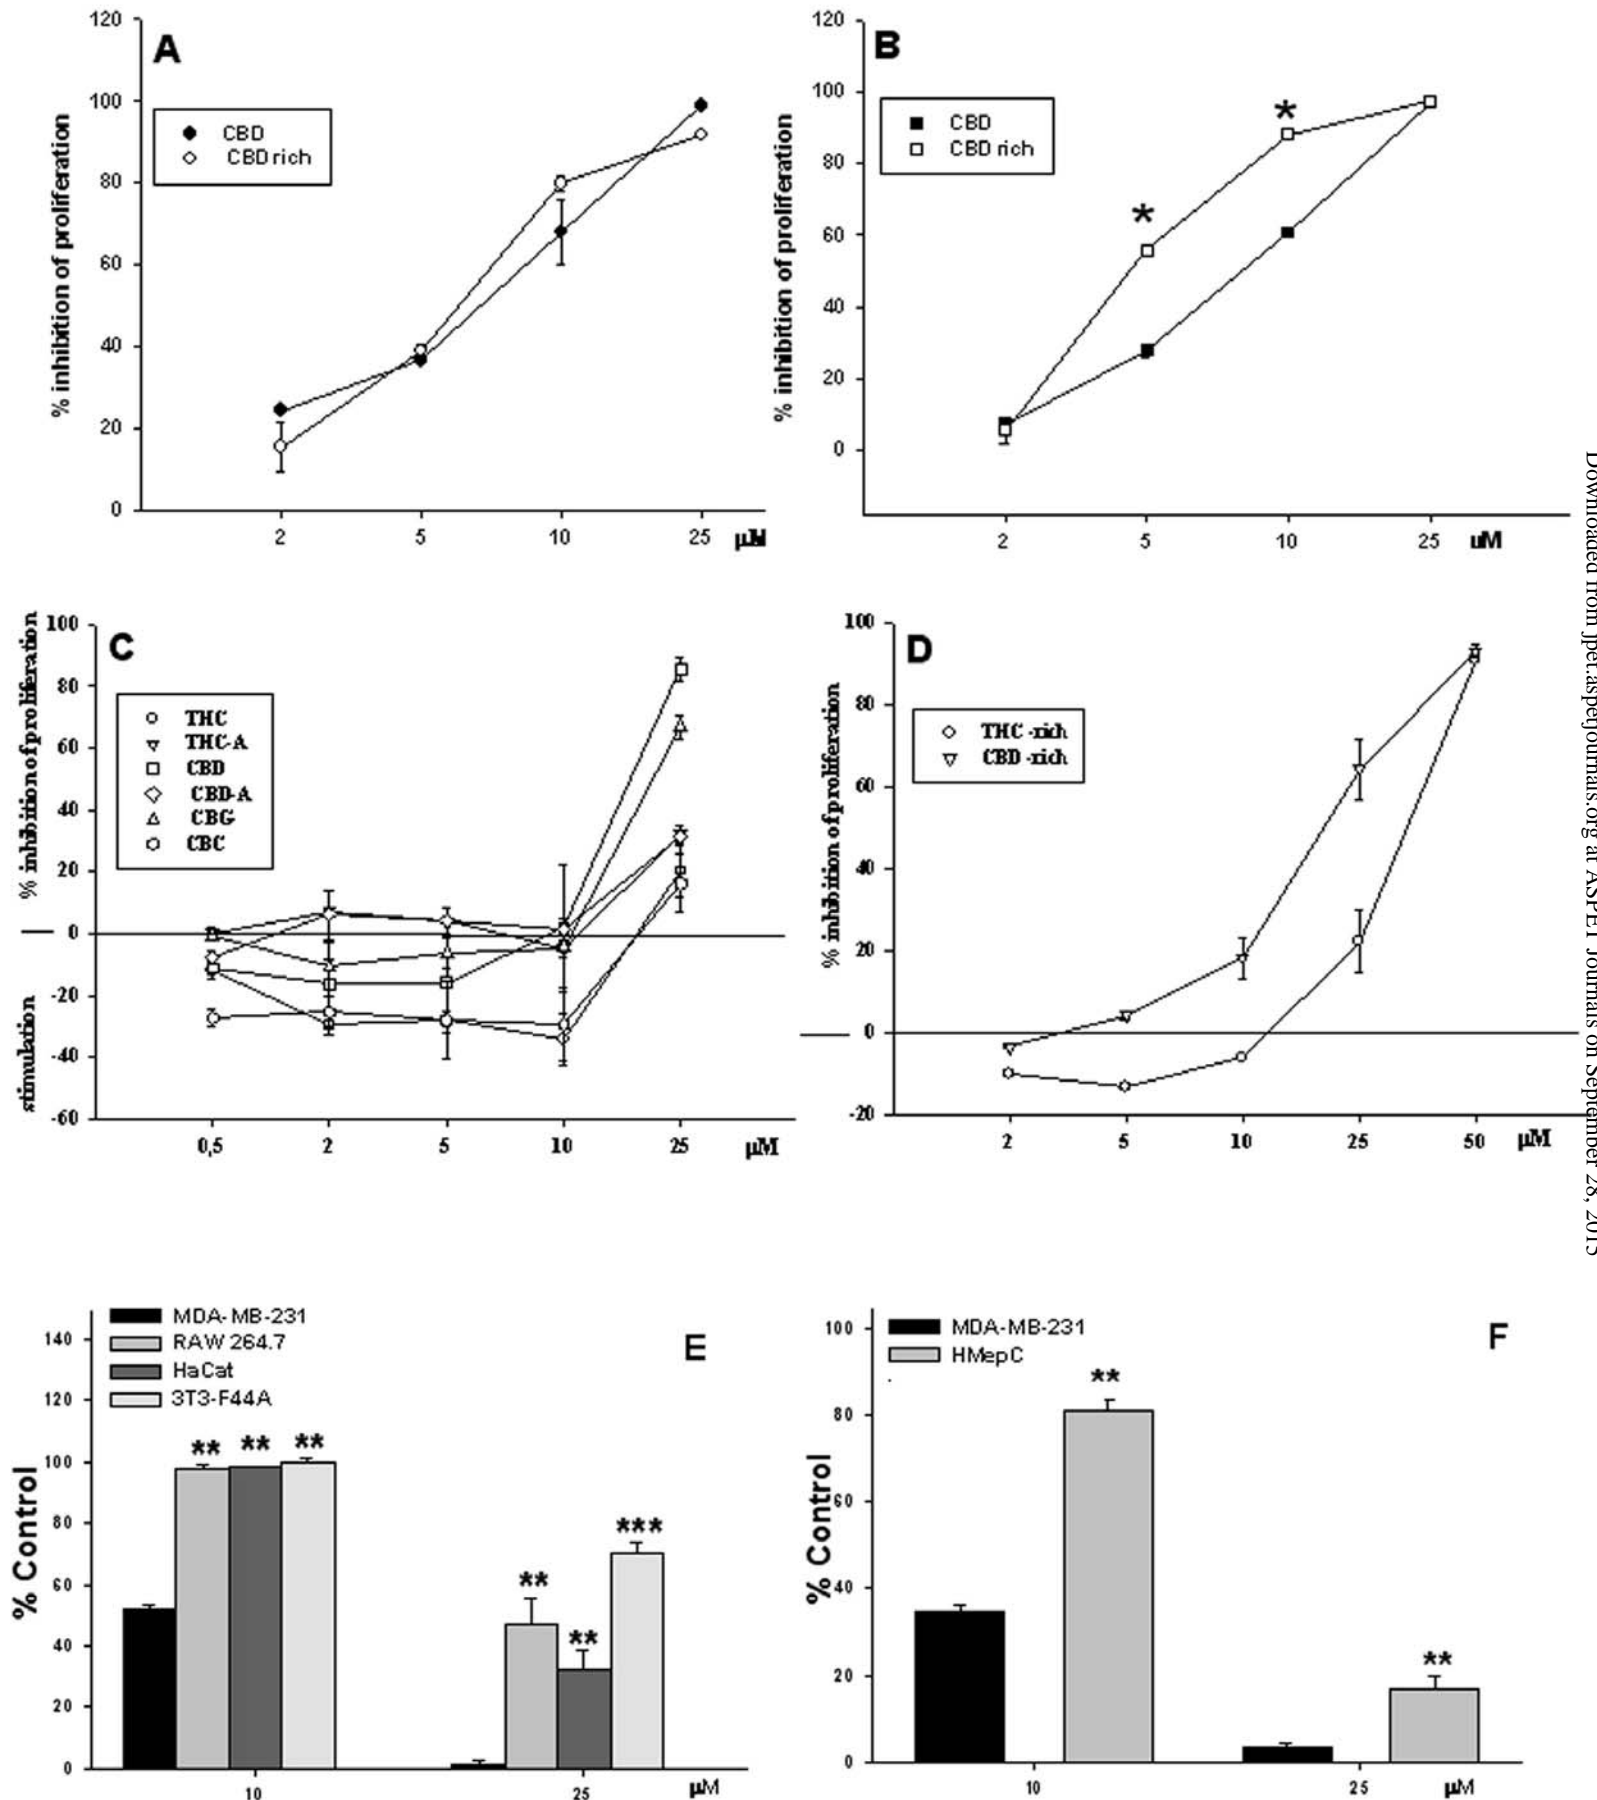 A
120
100
80
60
40
20
0
% inhibition of proliferation
CBD
CBD rich
2 5 10 25 µM
B
120
100
80
60
40
20
0
% inhibition of proliferation
CBD
CBD rich
* *
2 5 10 25 uM
C
100
80
60
40
20
0
-20
-40
-60
% inhibition of proliferation
stimulation
THC
THC-A
CBD
CBD-A
CBG
CBC
0,5 2 5 10 25 µM
D
100
80
60
40
20
0
-20
% inhibition of proliferation
THC -rich
CBD -rich
2 5 10 25 50 µM
E
140
120
100
80
60
40
20
0
% Control
MDA-MB-231
RAW 264.7
HaCat
3T3-F44A
** ** **
** ** ***
10 25 µM
F
100
80
60
40
20
0
% Control
MDA-MB-231
HMepC
**
**
10 25 µM
Downloaded from jpet.aspetjournals.org at ASPET Journals on September 28, 2015